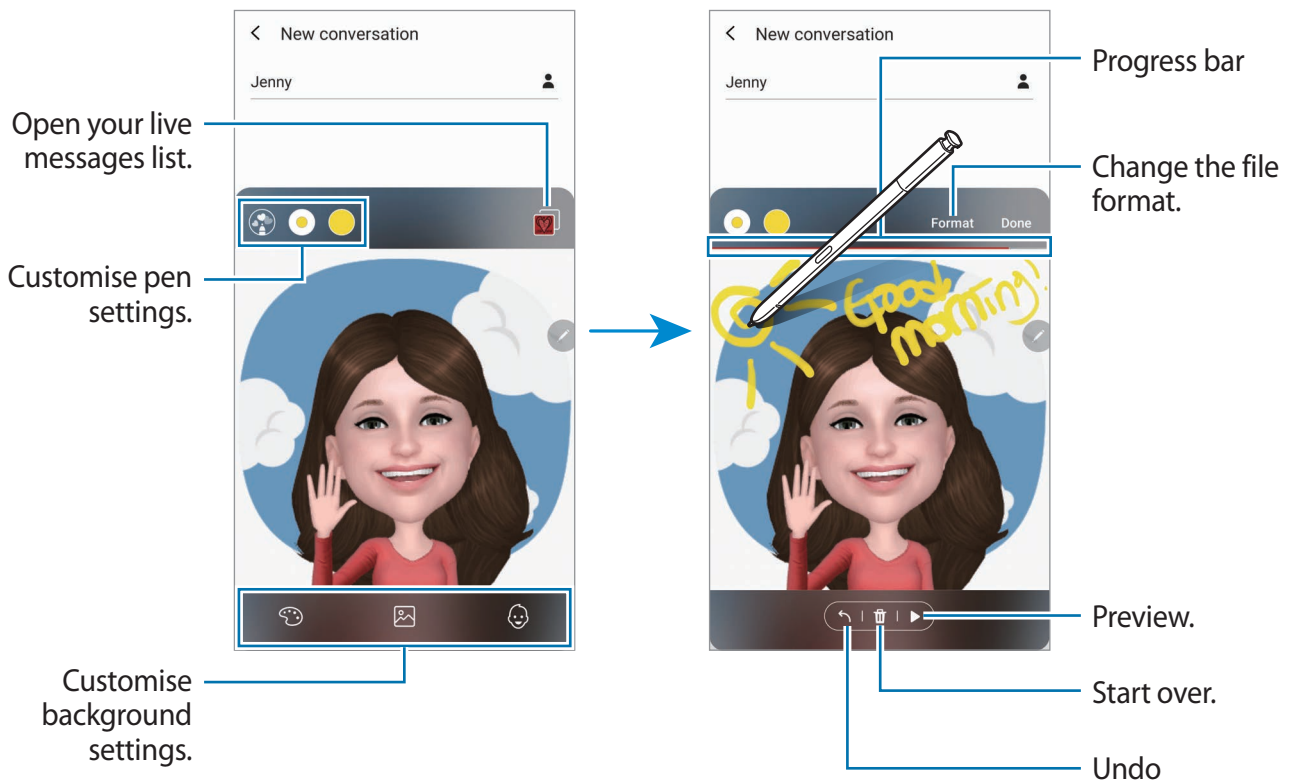 New conversation
Jenny
Open your live
messages list.
Customise pen
settings.
Customise
background
settings.
New conversation
Jenny
Format
Done
Good
morning!
Progress bar
Change the file
format.
Preview.
Start over.
Undo